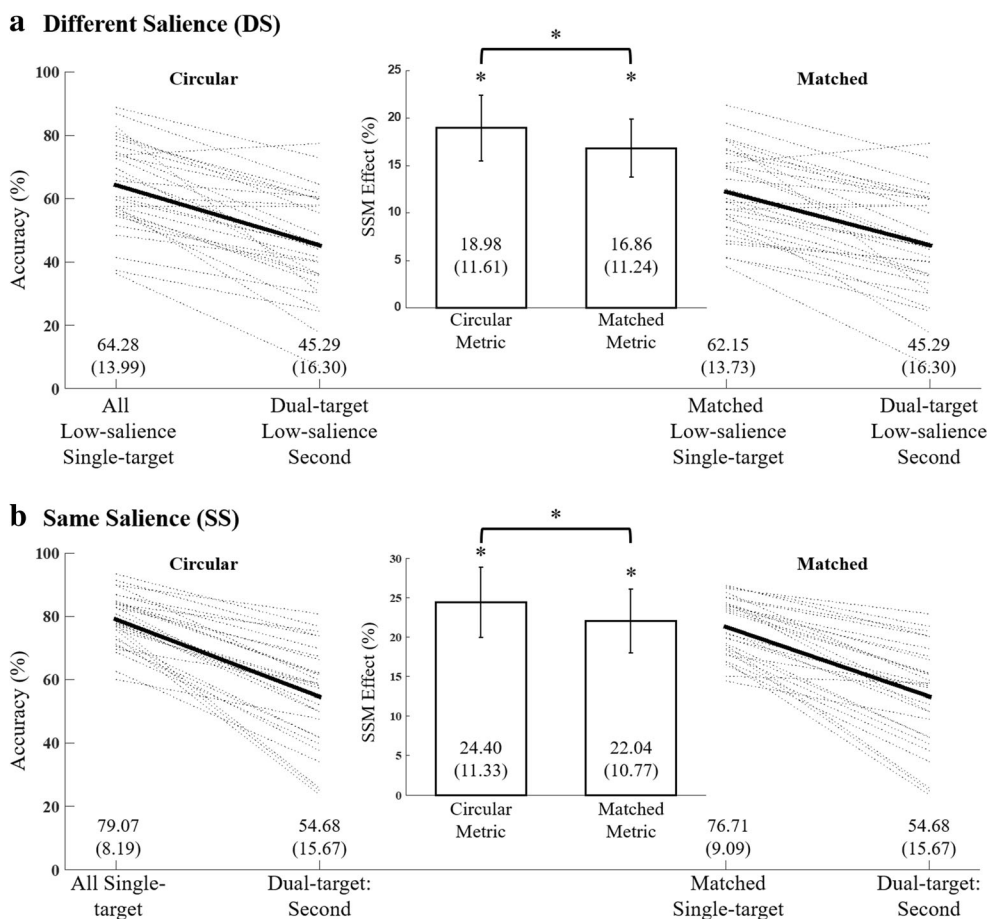 a Different Salience (DS)
Circular
Accuracy (%)
100
80
60
40
20
0
64.28
(13.99)
45.29
(16.30)
All
Low-salience
Single-target
Dual-target
Low-salience
Second
*
*
*
SSM Effect (%)
25
20
15
10
5
0
18.98
(11.61)
16.86
(11.24)
Circular
Metric
Matched
Metric
Matched
62.15
(13.73)
45.29
(16.30)
Matched
Low-salience
Single-target
Dual-target
Low-salience
Second
b Same Salience (SS)
Circular
Accuracy (%)
100
80
60
40
20
0
79.07
(8.19)
54.68
(15.67)
All Single-
target
Dual-target:
Second
*
*
*
SSM Effect (%)
30
25
20
15
10
5
0
24.40
(11.33)
22.04
(10.77)
Circular
Metric
Matched
Metric
Matched
76.71
(9.09)
54.68
(15.67)
Matched
Single-target
Dual-target:
Second